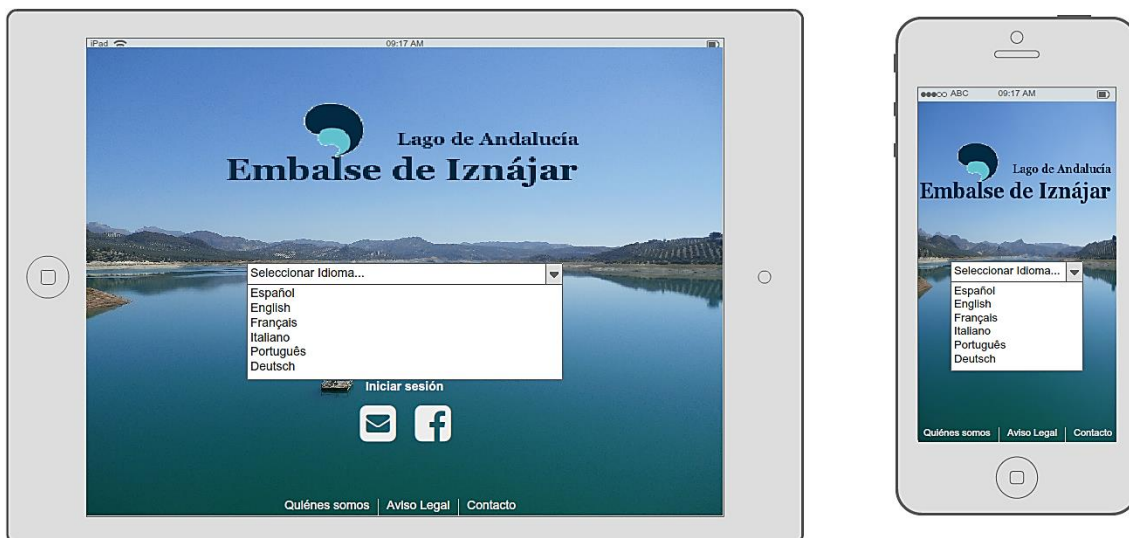 iPad 09:17 AM
Lago de Andalucía
Embalse de Iznájar
Seleccionar Idioma...
Español
English
Français
Italiano
Português
Deutsch
Iniciar sesión
Quiénes somos | Aviso Legal | Contacto
ABC 09:17 AM
Lago de Andalucía
Embalse de Iznájar
Seleccionar Idioma...
Español
English
Français
Italiano
Português
Deutsch
Quiénes somos | Aviso Legal | Contacto